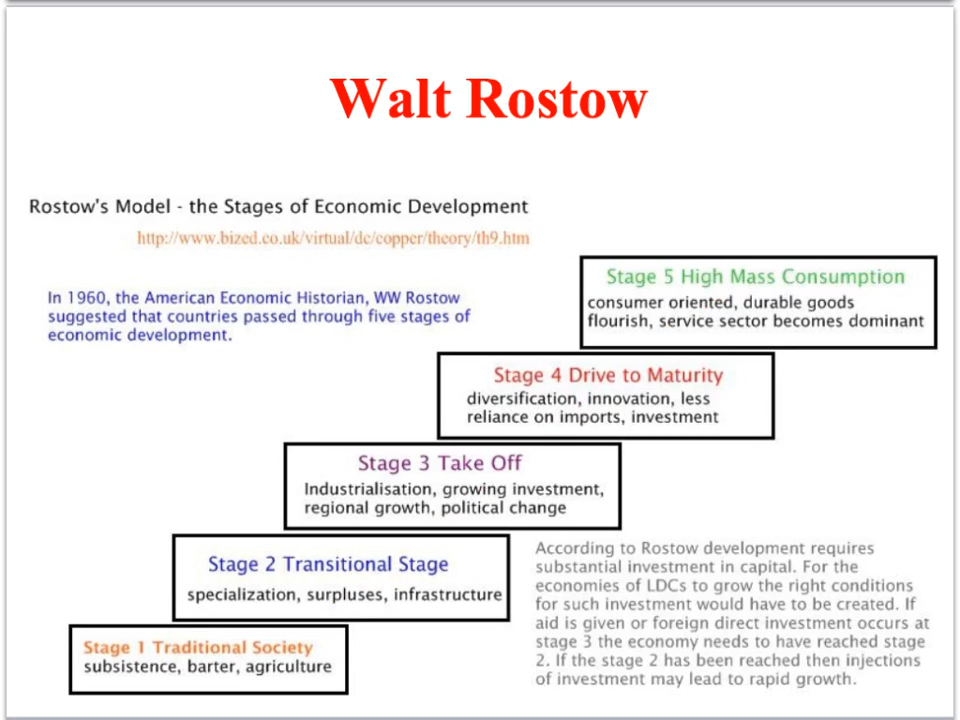 Walt Rostow
Rostow's Model - the Stages of Economic Development
http://www.bized.co.uk/virtual/dc/copper/theory/th9.htm
In 1960, the American Economic Historian, WW Rostow
suggested that countries passed through five stages of
economic development.
Stage 5 High Mass Consumption
consumer oriented, durable goods
flourish, service sector becomes dominant
Stage 4 Drive to Maturity
diversification, innovation, less
reliance on imports, investment
Stage 3 Take Off
Industrialisation, growing investment,
regional growth, political change
Stage 2 Transitional Stage
specialization, surpluses, infrastructure
Stage 1 Traditional Society
subsistence, barter, agriculture
According to Rostow development requires
substantial investment in capital. For the
economies of LDCs to grow the right conditions
for such investment would have to be created. If
aid is given or foreign direct investment occurs at
stage 3 the economy needs to have reached stage
2. If the stage 2 has been reached then injections
of investment may lead to rapid growth.